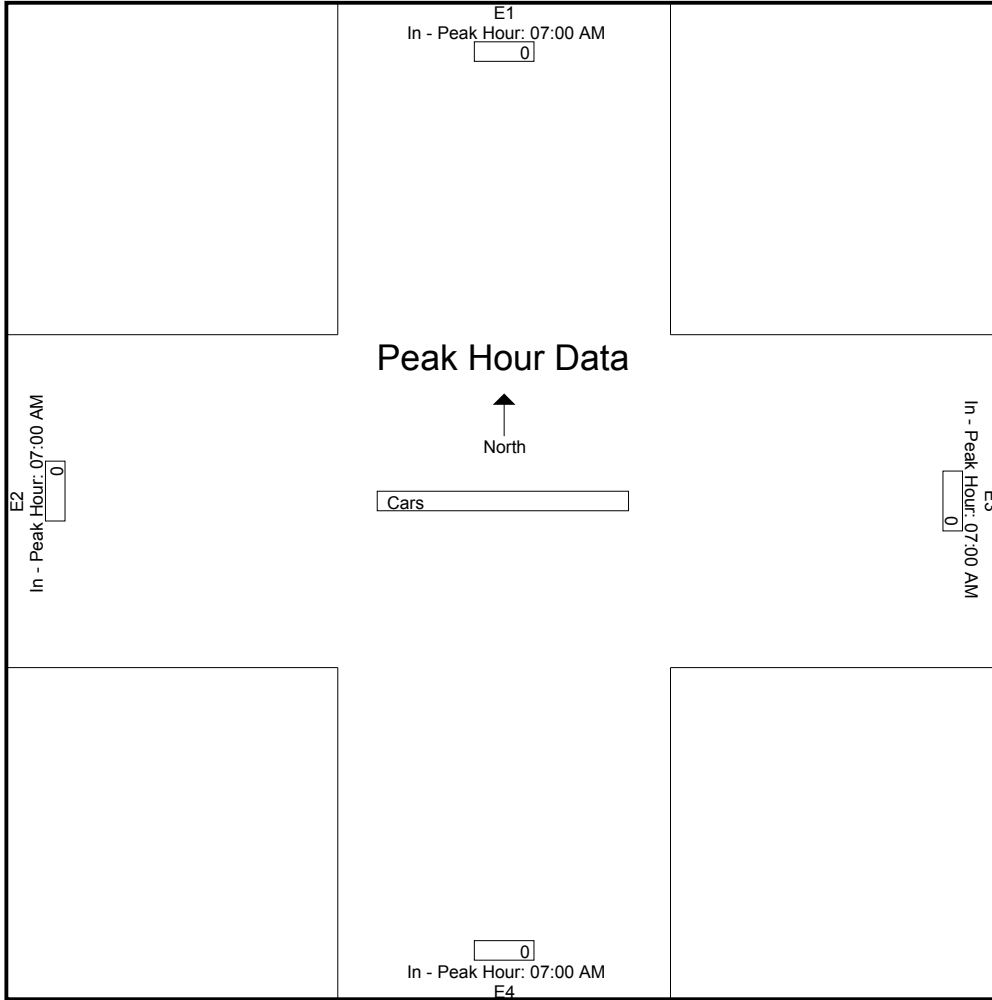 E1
In - Peak Hour: 07:00 AM
0
Peak Hour Data
North
Cars
E2
In - Peak Hour: 07:00 AM
0
E3
In - Peak Hour: 07:00 AM
0
0
In - Peak Hour: 07:00 AM
E4